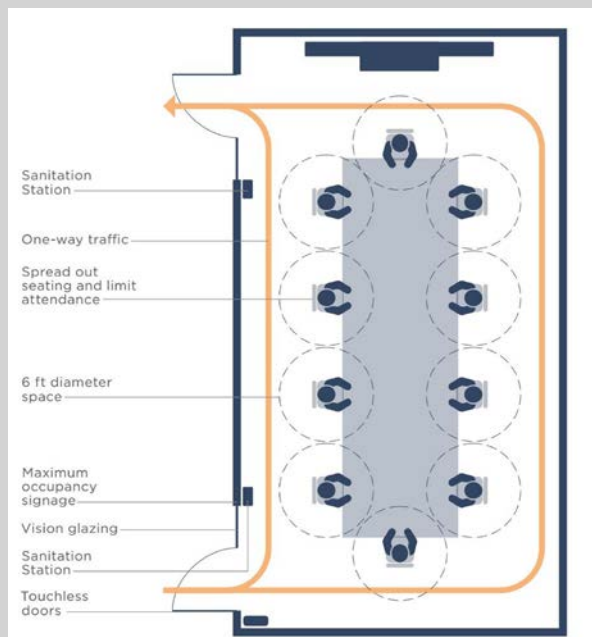 Sanitation
Station
One-way traffic
Spread out
seating and limit
attendance
6 ft diameter
space
Maximum
occupancy
signage
Vision glazing
Sanitation
Station
Touchless
doors